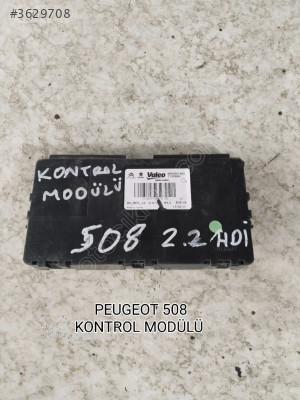 #3629708
KONTROL
MODÜLÜ
Valeo
508 2.2 HDİ
PEUGEOT 508
KONTROL MODÜLÜ